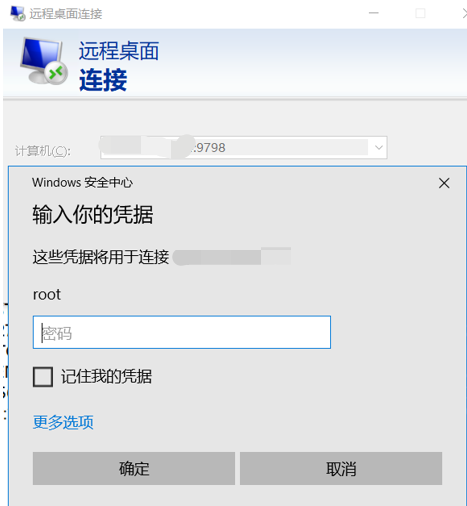 远程桌面连接
远程桌面
连接
计算机(C):
:9798
Windows 安全中心
输入你的凭据
这些凭据将用于连接
root
密码
记住我的凭据
更多选项
确定
取消